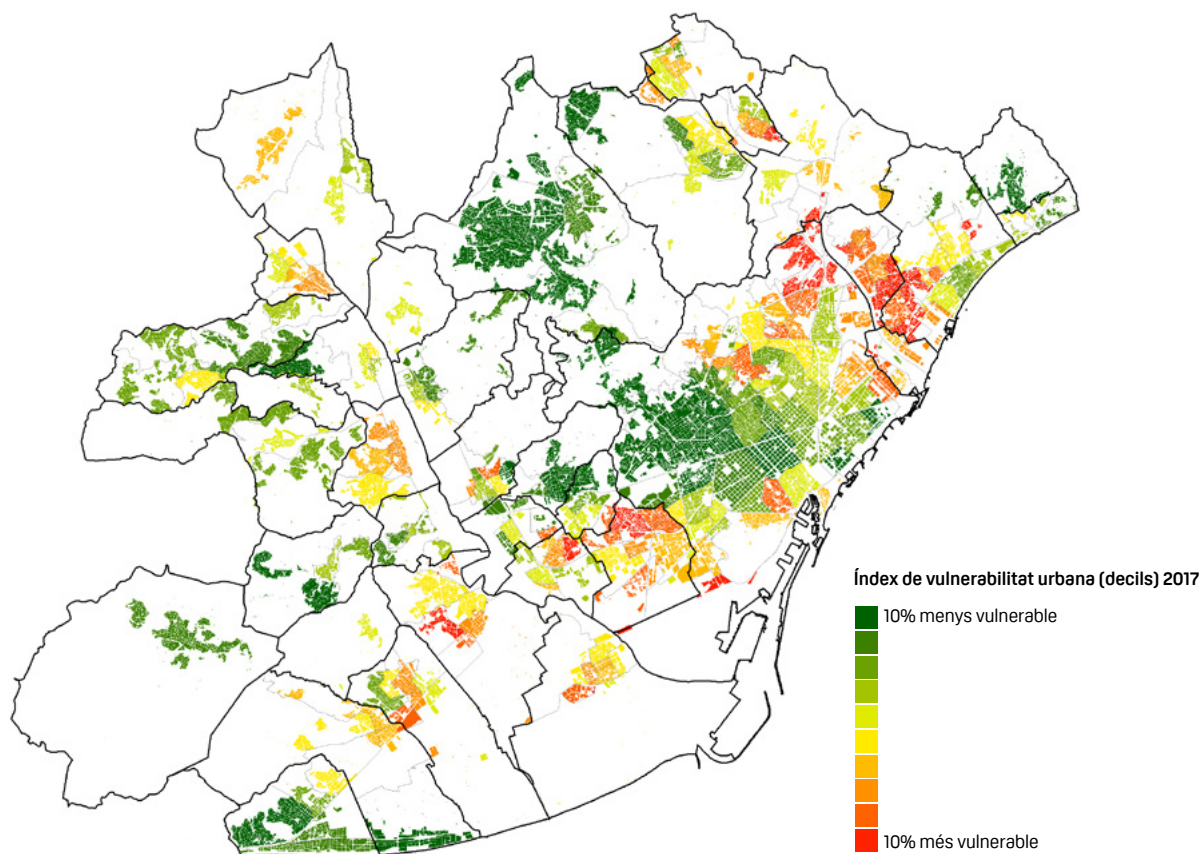 Índex de vulnerabilitat urbana (decils) 2017
10% menys vulnerable
10% més vulnerable